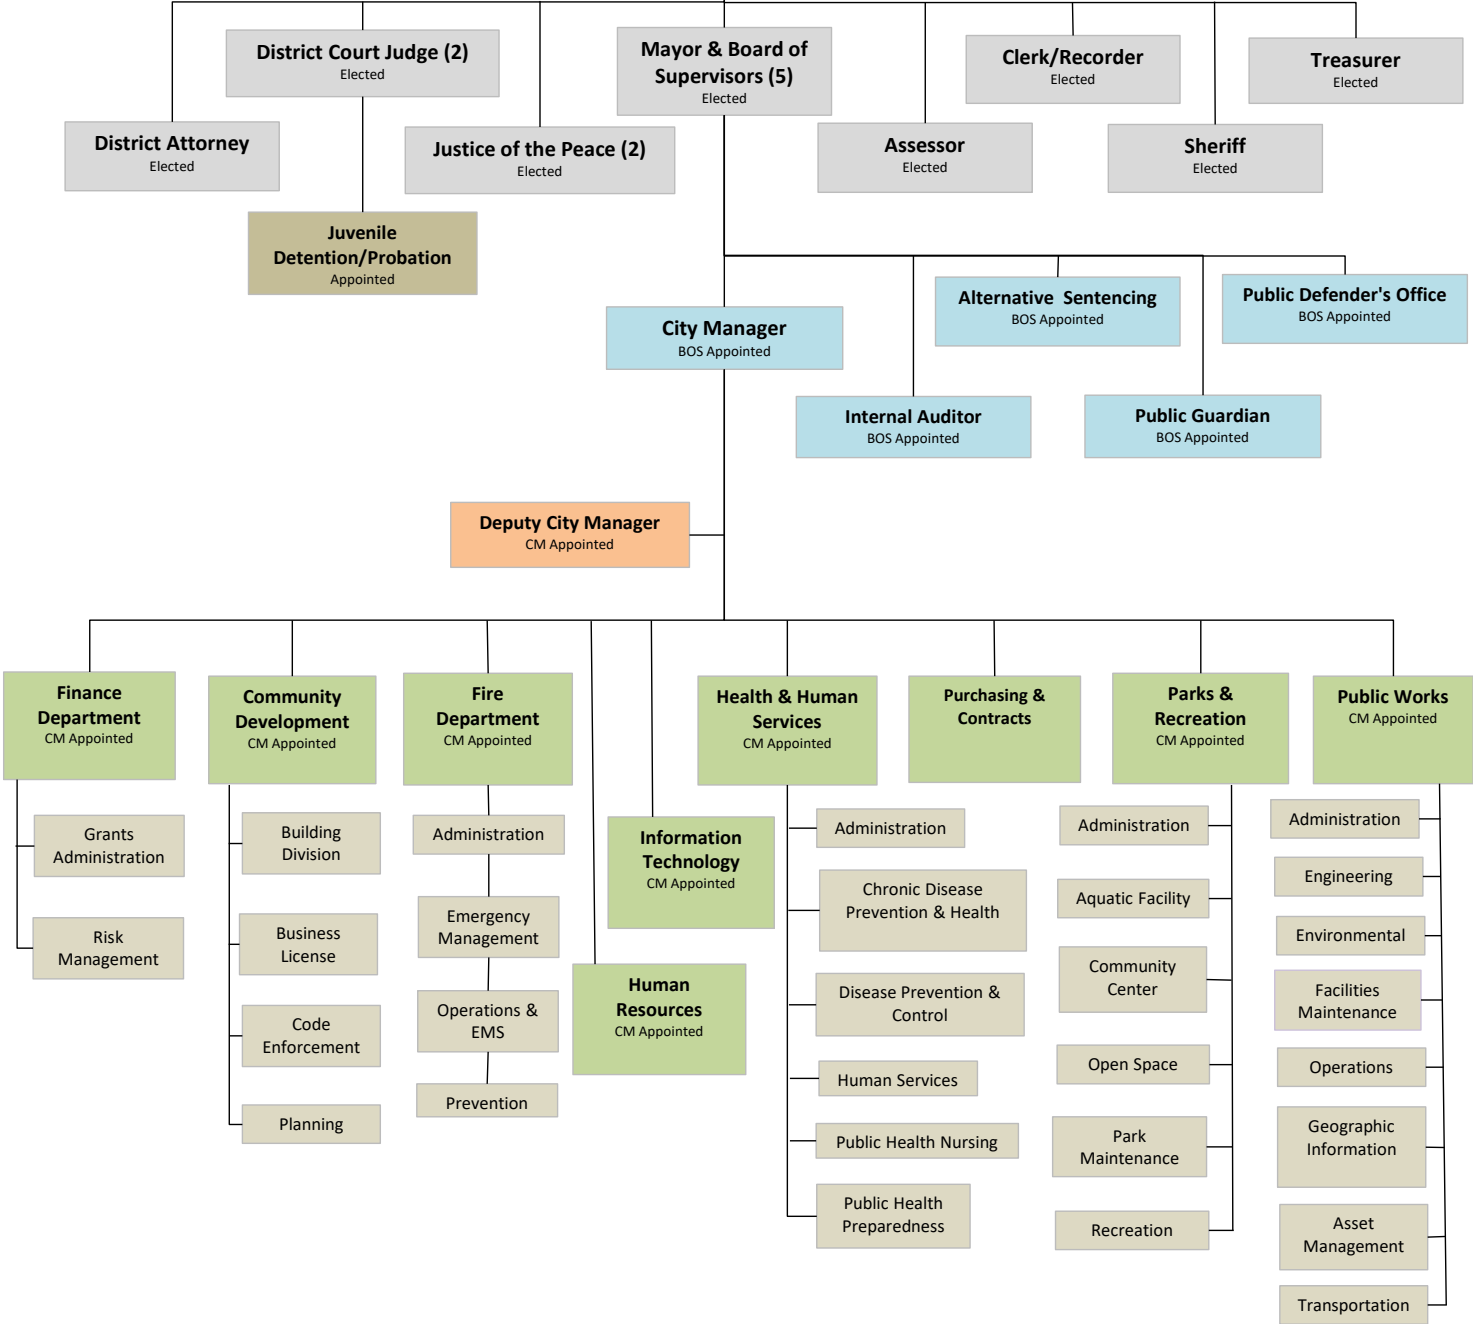 District Court Judge (2)
Elected
Mayor & Board of
Supervisors (5)
Elected
Clerk/Recorder
Elected
Treasurer
Elected
District Attorney
Elected
Justice of the Peace (2)
Elected
Assessor
Elected
Sheriff
Elected
Juvenile
Detention/Probation
Appointed
City Manager
BOS Appointed
Alternative  Sentencing
BOS Appointed
Public Defender's Office
BOS Appointed
Internal Auditor
BOS Appointed
Public Guardian
BOS Appointed
Deputy City Manager
CM Appointed
Finance
Department
CM Appointed
Community
Development
CM Appointed
Fire
Department
CM Appointed
Health & Human
Services
CM Appointed
Purchasing &
Contracts
Parks &
Recreation
CM Appointed
Public Works
CM Appointed
Grants
Administration
Risk
Management
Building
Division
Business
License
Code
Enforcement
Planning
Administration
Emergency
Management
Operations &
EMS
Prevention
Human
Resources
CM Appointed
Information
Technology
CM Appointed
Administration
Chronic Disease
Prevention & Health
Disease Prevention &
Control
Human Services
Public Health Nursing
Public Health
Preparedness
Administration
Aquatic Facility
Community
Center
Open Space
Park
Maintenance
Recreation
Administration
Engineering
Environmental
Facilities
Maintenance
Operations
Geographic
Information
Asset
Management
Transportation